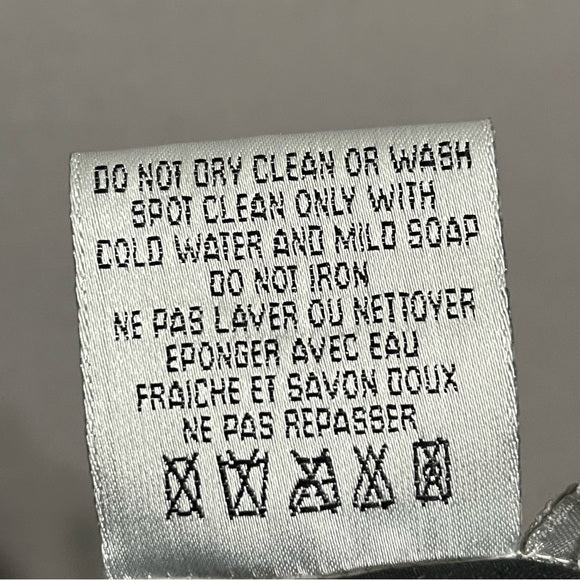 DO NOT DRY CLEAN OR WASH
SPOT CLEAN ONLY WITH
COLD WATER AND MILD SOAP
DO NOT IRON
NE PAS LAVER OU NETTOYER
EPONGER AVEC EAU
FRAICHE ET SAVON DOUX
NE PAS REPASSER